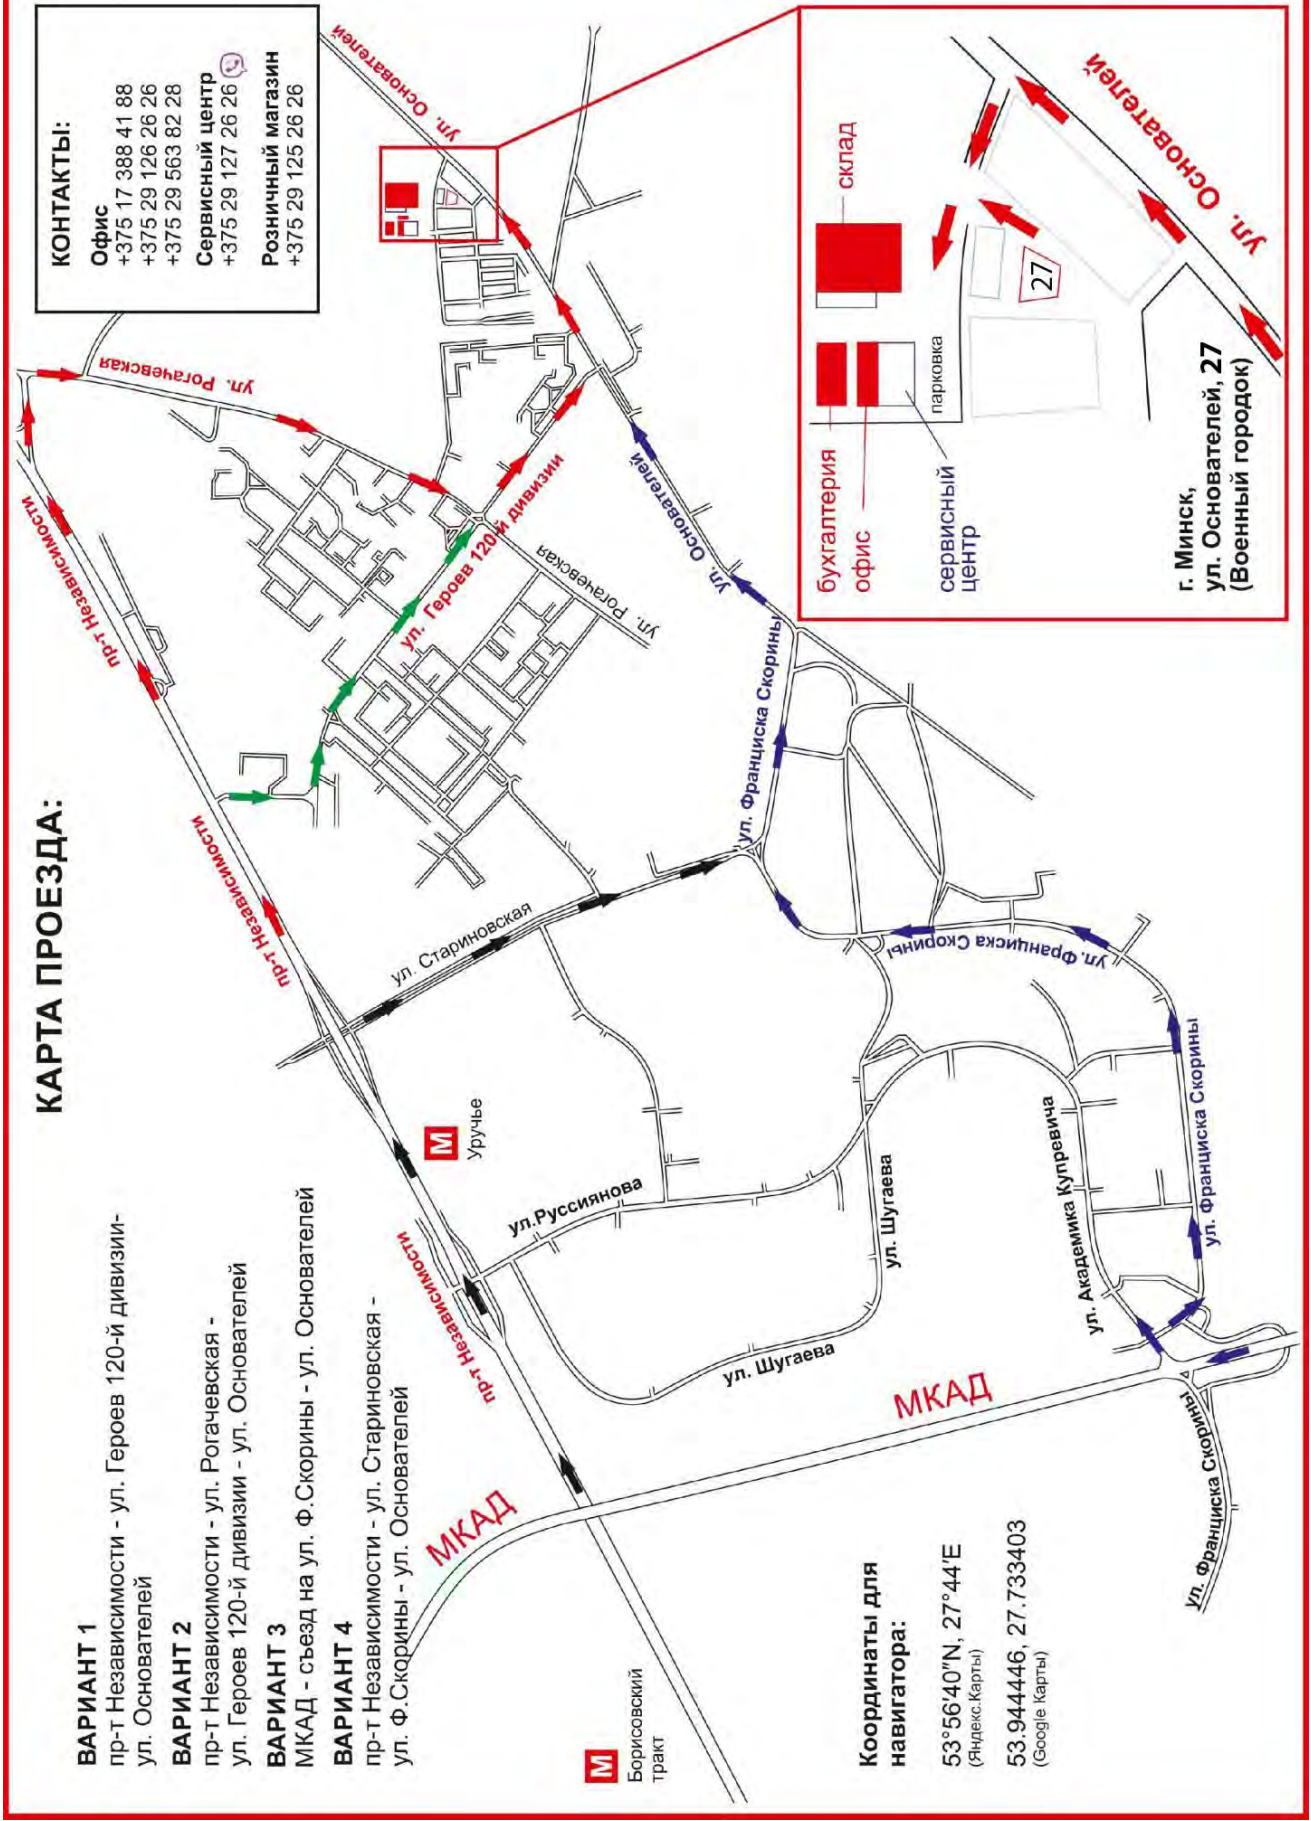 КАРТА ПРОЕЗДА:
ВАРИАНТ 1
пр-т Независимости - ул. Героев 120-й дивизии-
ул. Основателей
ВАРИАНТ 2
пр-т Независимости - ул. Рогачевская -
ул. Героев 120-й дивизии - ул. Основателей
ВАРИАНТ 3
МКАД - съезд на ул. Ф.Скорины - ул. Основателей
ВАРИАНТ 4
пр-т Независимости - ул. Стариновская -
ул. Ф.Скорины - ул. Основателей
КОНТАКТЫ:
Офис
+375 17 388 41 88
+375 29 126 26 26
+375 29 563 82 28
Сервисный центр
+375 29 127 26 26
Розничный магазин
+375 29 125 26 26
пр-т Независимости
пр-т Независимости
пр-т Независимости
ул. Рогачевская
ул. Основателей
ул. Героев 120-й дивизии
ул. Рогачевская
ул. Стариновская
М
Уручье
ул.Руссиянова
ул. Основателей
ул. Франциска Скорины
ул. Франциска Скорины
ул. Шугаева
ул. Шугаева
ул. Академика Купревича
ул. Франциска Скорины
ул. Франциска Скорины
МКАД
МКАД
М
Борисовский
тракт
Координаты для
навигатора:
53°56'40"N, 27°44'E
(Яндекс.Карты)
53.944446, 27.733403
(Google Карты)
бухгалтерия
офис
склад
сервисный
центр
парковка
27
ул. Основателей
г. Минск,
ул. Основателей, 27
(Военный городок)